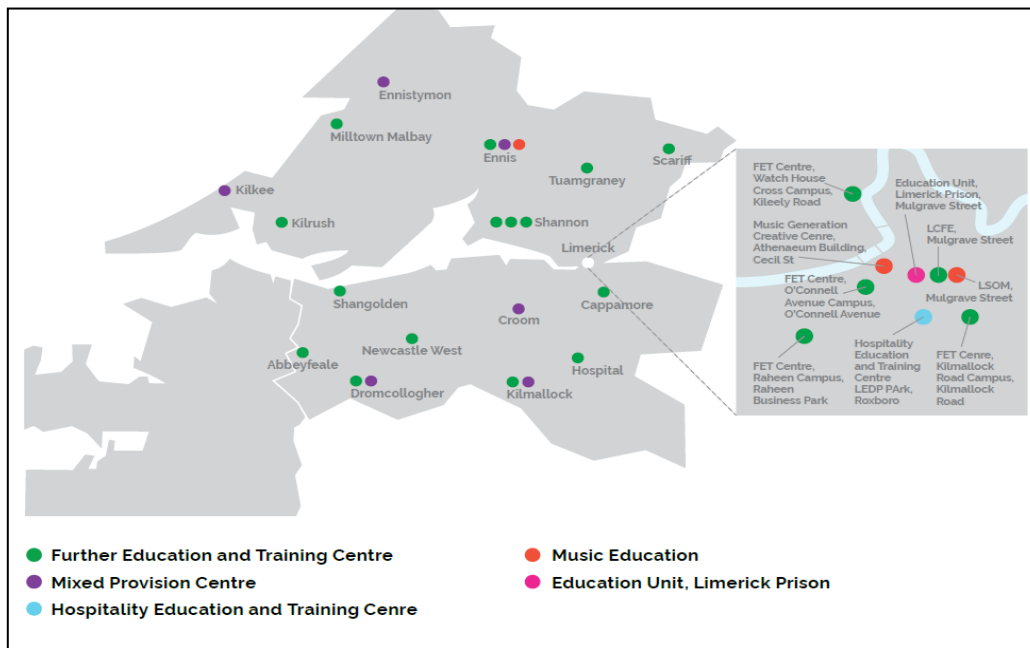 Ennistymon
Milltown Malbay
Ennis
Scariff
Tuamgraney
Kilkee
Kilrush
Shannon
Limerick
Shangolden
Cappamore
Croom
Newcastle West
Abbeyfeale
Hospital
Dromcollogher
Kilmallock
FET Centre,
Watch House
Cross Campus,
Kileely Road
Education Unit,
Limerick Prison,
Mulgrave Street
Music Generation
Creative Cenre,
Athenaeum Building,
Cecil St
LCFE,
Mulgrave Street
FET Centre,
O'Connell
Avenue Campus,
O'Connell Avenue
LSOM,
Mulgrave Street
FET Centre,
Raheen Campus,
Raheen
Business Park
Hospitality
Education
and Training
Centre
LEDP PArk,
Roxboro
FET Cenre,
Kilmallock
Road Campus,
Kilmallock
Road
Further Education and Training Centre
Mixed Provision Centre
Hospitality Education and Training Cenre
Music Education
Education Unit, Limerick Prison